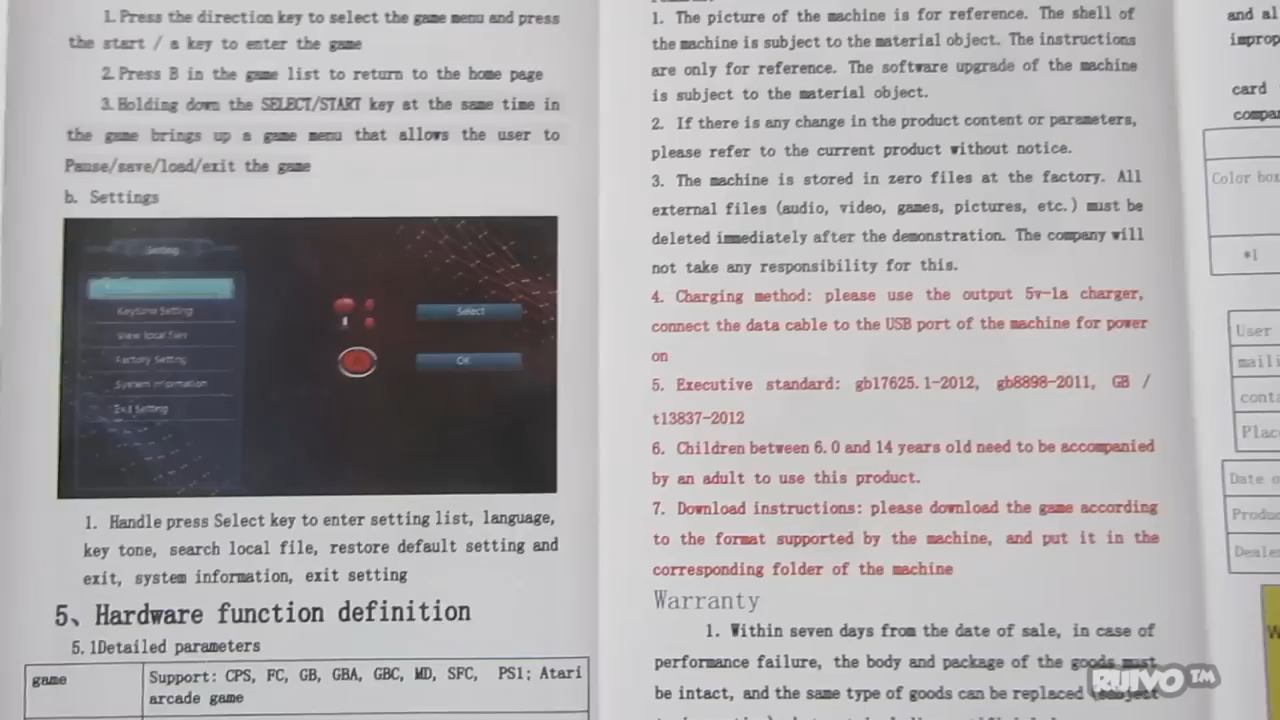 1. Press the direction key to select the game menu and press
the start / a key to enter the game
2. Press B in the game list to return to the home page
3. Holding down the SELECT/START key at the same time in
the game brings up a game menu that allows the user to
Pause/save/load/exit the game
b. Settings
Setting
Keytone Setting
View local files
Factory Setting
System information
Exit Setting
Select
OK
1. Handle press Select key to enter setting list, language,
key tone, search local file, restore default setting and
exit, system information, exit setting
5、Hardware function definition
5.1Detailed parameters
game
Support: CPS, FC, GB, GBA, GBC, MD, SFC, PS1; Atari
arcade game
1. The picture of the machine is for reference. The shell of
the machine is subject to the material object. The instructions
are only for reference. The software upgrade of the machine
is subject to the material object.
2. If there is any change in the product content or parameters,
please refer to the current product without notice.
3. The machine is stored in zero files at the factory. All
external files (audio, video, games, pictures, etc.) must be
deleted immediately after the demonstration. The company will
not take any responsibility for this.
4. Charging method: please use the output 5v-1a charger,
connect the data cable to the USB port of the machine for power
on
5. Executive standard: gb17625.1-2012, gb8898-2011, GB /
t13837-2012
6. Children between 6.0 and 14 years old need to be accompanied
by an adult to use this product.
7. Download instructions: please download the game according
to the format supported by the machine, and put it in the
corresponding folder of the machine
Warranty
1. Within seven days from the date of sale, in case of
performance failure, the body and package of the goods must
be intact, and the same type of goods can be replaced (subject
and al
improp
card
compa
Color box
*1
User
maili
conta
Plac
Date o
Produc
Deale
RUIVO™